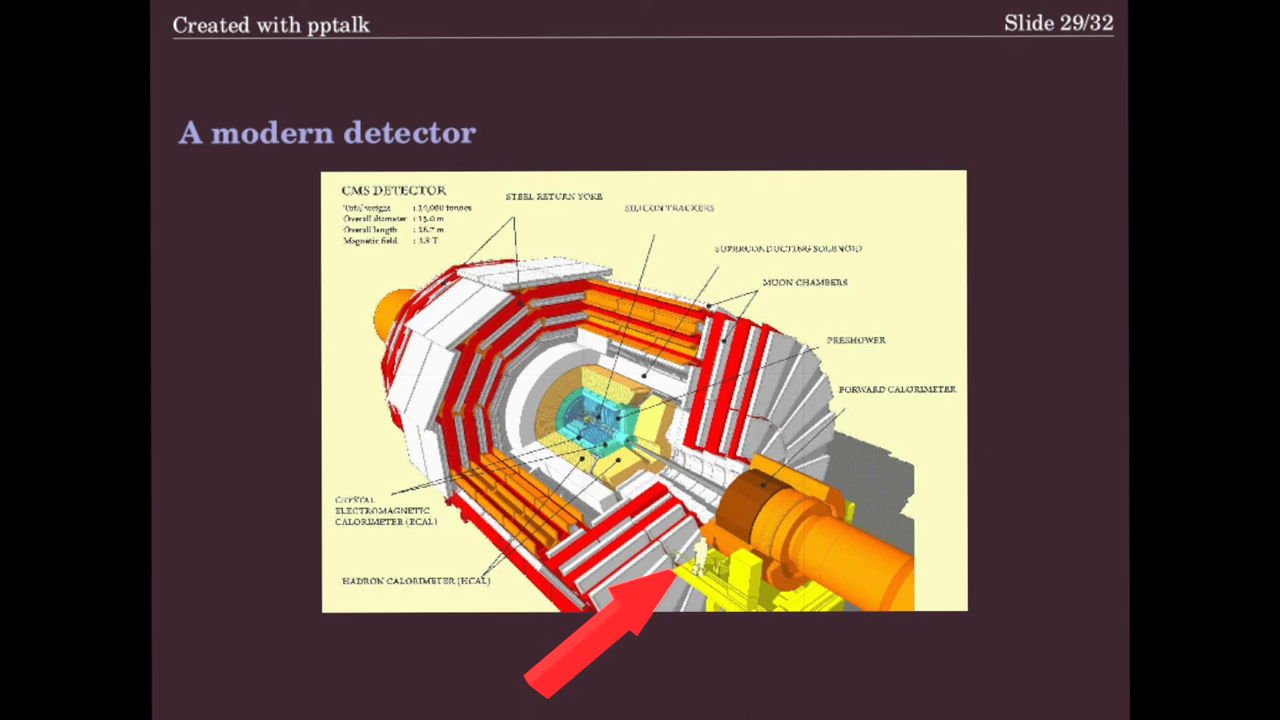 Created with pptalk
Slide 29/32
A modern detector
CMS DETECTOR
Total weight : 14,000 tonnes
Overall diameter : 15.0 m
Overall length : 28.7 m
Magnetic field : 3.8 T
STEEL RETURN YOKE
SILICON TRACKERS
SUPERCONDUCTING SOLENOID
MUON CHAMBERS
PRESHOWER
FORWARD CALORIMETER
CRYSTAL
ELECTROMAGNETIC
CALORIMETER (ECAL)
HADRON CALORIMETER (HCAL)